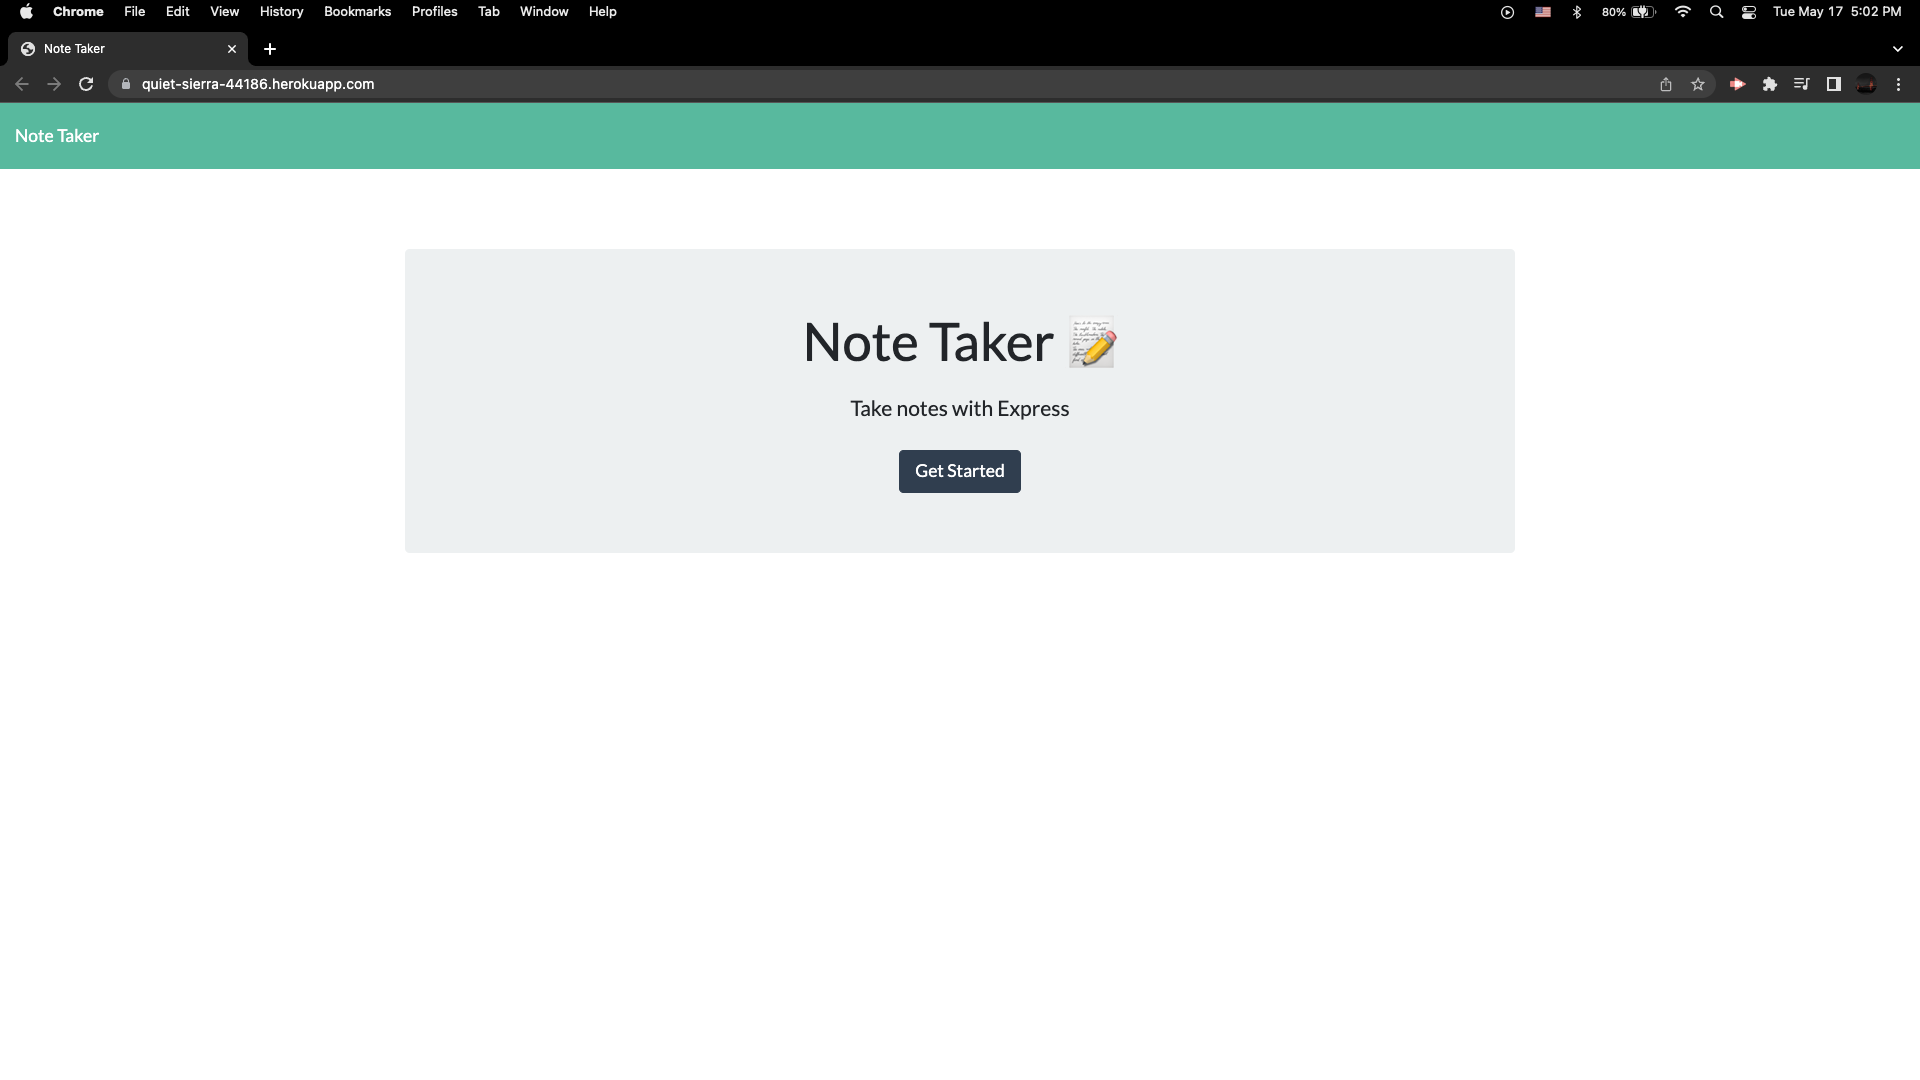 Chrome File Edit View History Bookmarks Profiles Tab Window Help 80% Tue May 17 5:02 PM
Note Taker
quiet-sierra-44186.herokuapp.com
Note Taker
Note Taker
Take notes with Express
Get Started